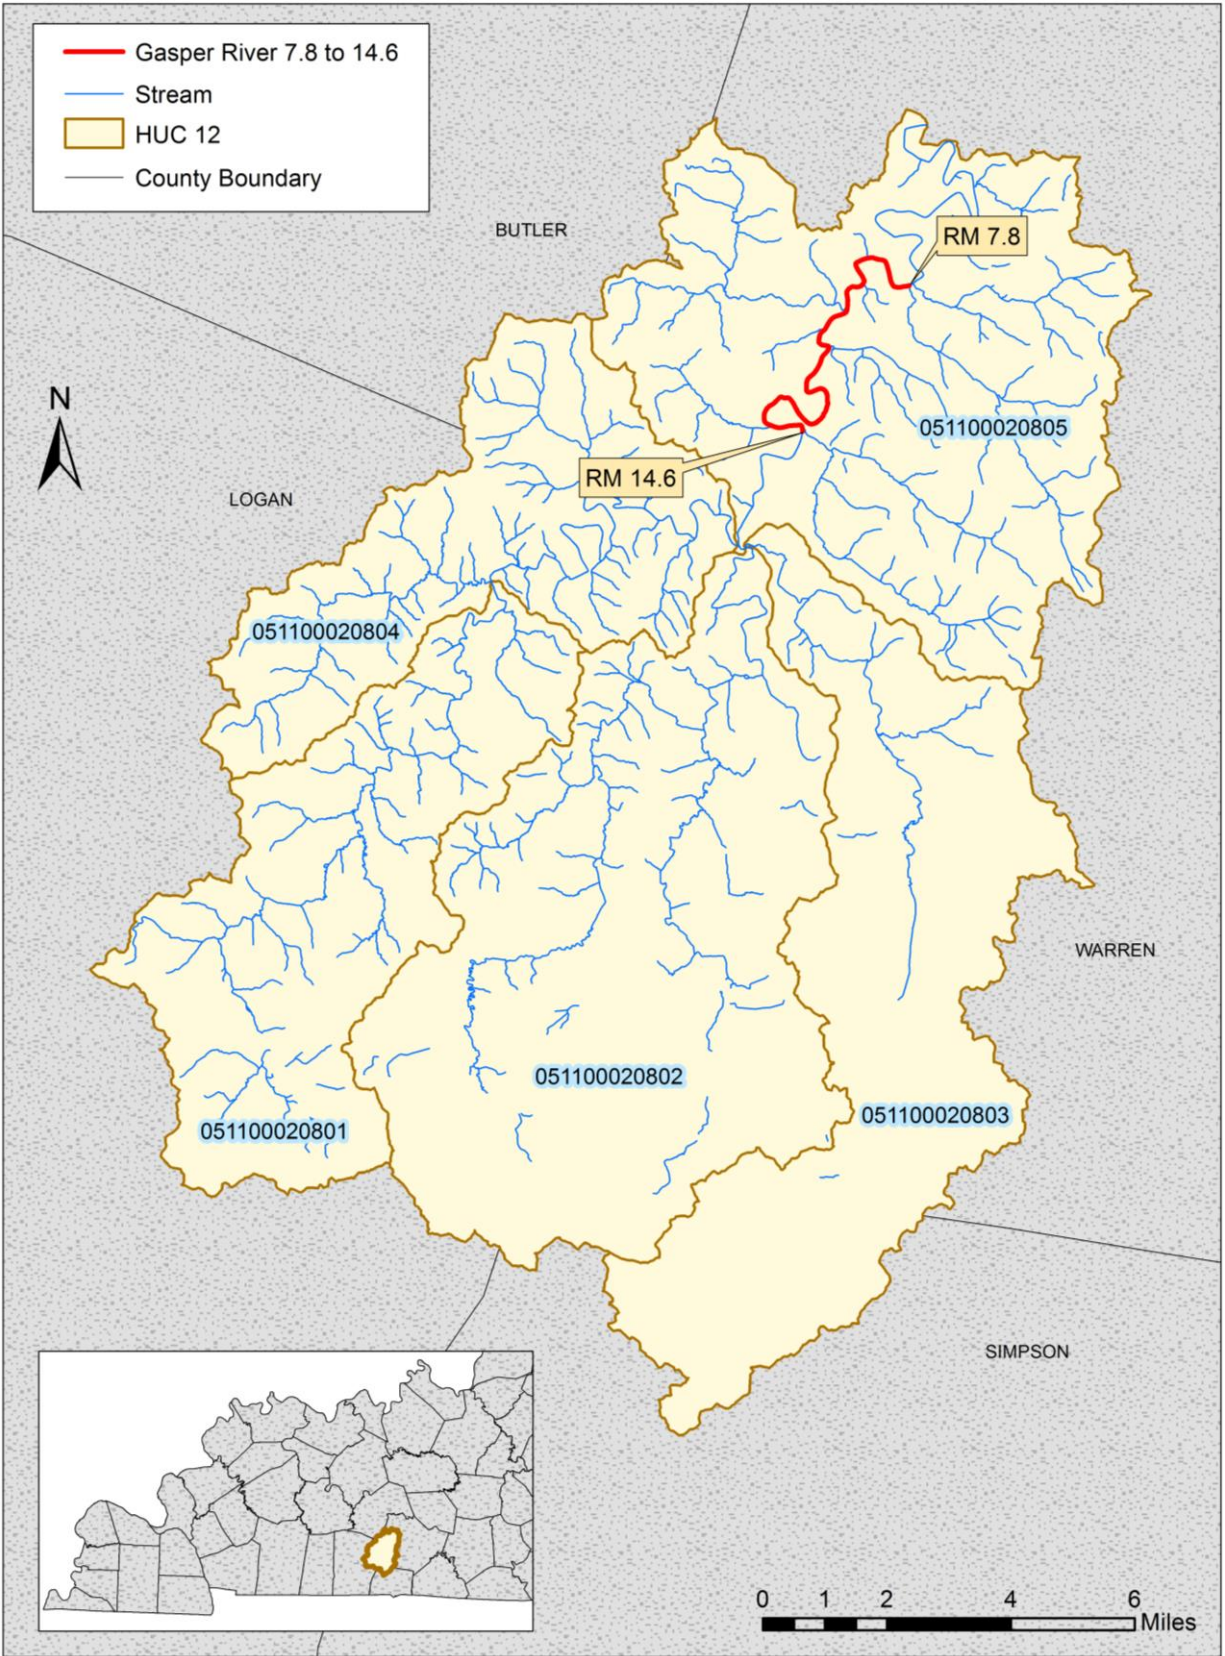 Gasper River 7.8 to 14.6
Stream
HUC 12
County Boundary
BUTLER
RM 7.8
N
051100020805
RM 14.6
LOGAN
051100020804
WARREN
051100020802
051100020803
051100020801
SIMPSON
0 1 2 4 6
Miles